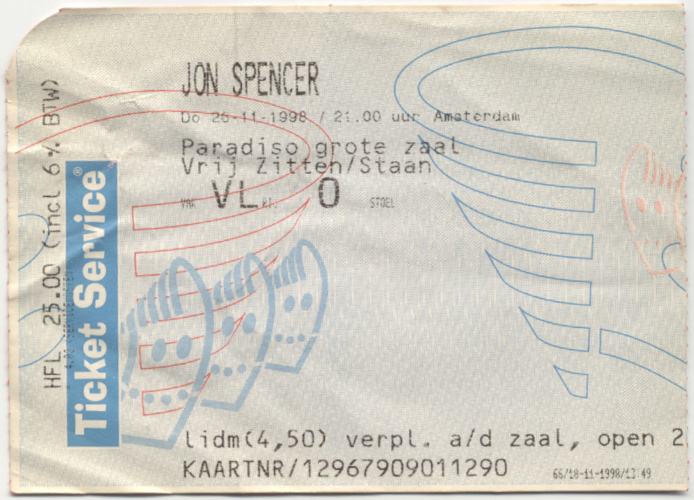 JON SPENCER
Do 26-11-1998 / 21.00 uur Amsterdam
Paradiso grote zaal
Vrij Zitten/Staan
VAK VL RI. 0 STOEL
HFL 25.00 (incl 6% BTW)
Ticket Service®
lidm(4,50) verpl. a/d zaal, open 2
KAARTNR/12967909011290
66/18-11-1998/13:49